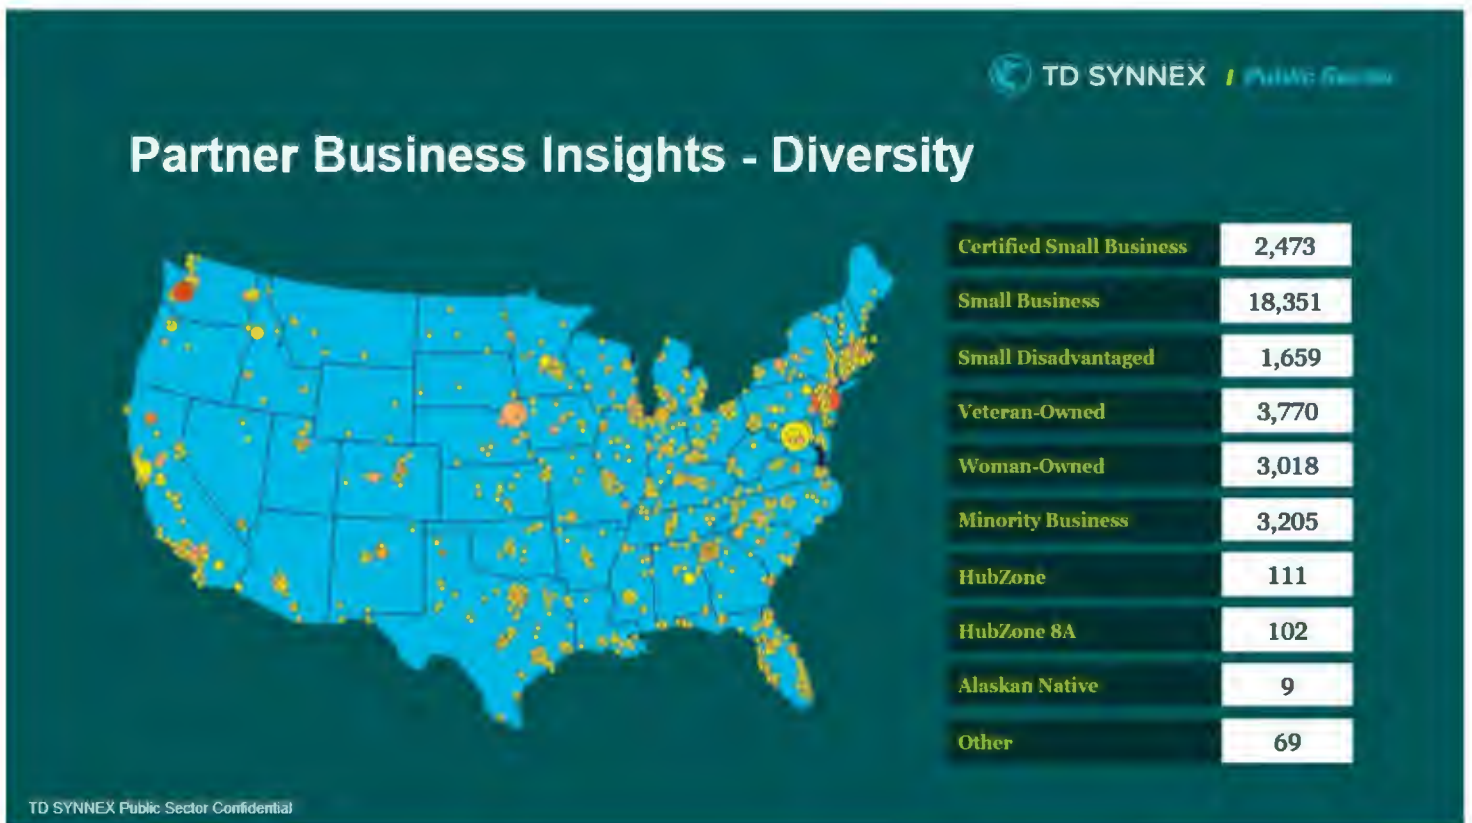 TD SYNNEX / Public Sector
Partner Business Insights - Diversity
Certified Small Business 2,473
Small Business 18,351
Small Disadvantaged 1,659
Veteran-Owned 3,770
Woman-Owned 3,018
Minority Business 3,205
HubZone 111
HubZone 8A 102
Alaskan Native 9
Other 69
TD SYNNEX Public Sector Confidential